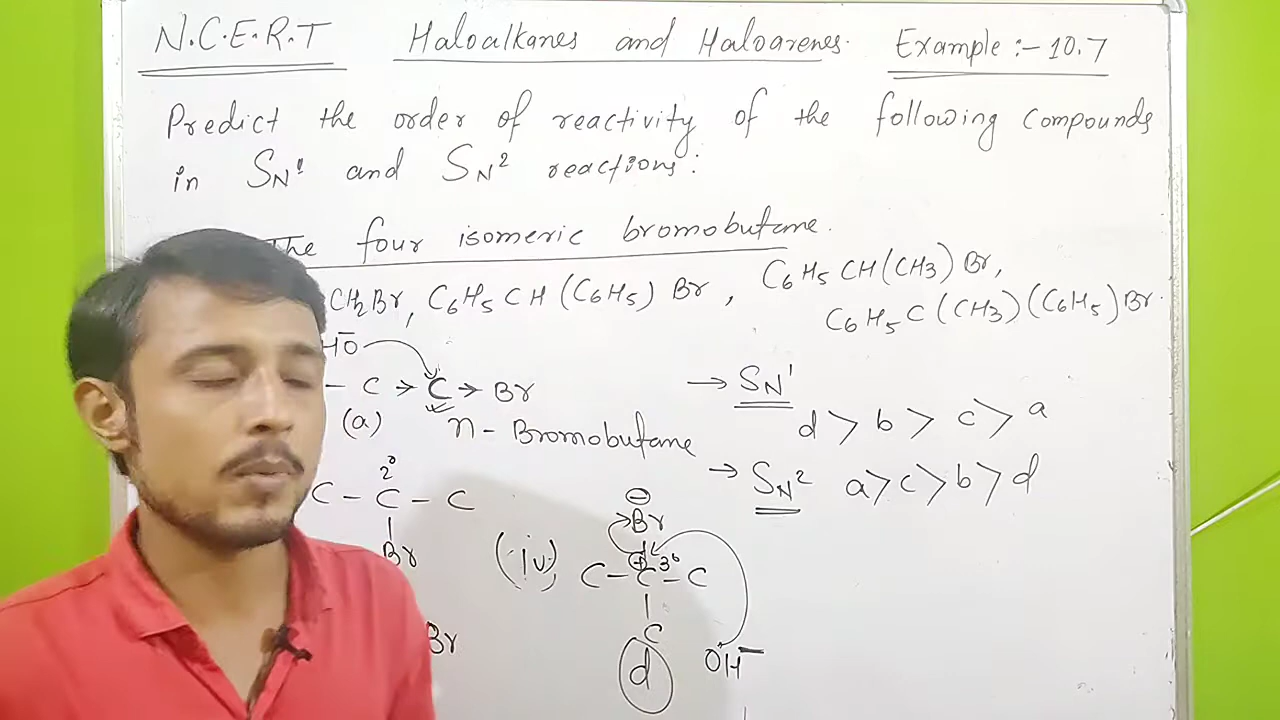 N.C.E.R.T Haloalkanes and Haloarenes. Example :- 10.7
Predict the order of reactivity of the following compounds
in SN1 and SN2 reactions:
The four isomeric bromobutane.
CH2Br, C6H5CH(C6H5)Br, C6H5CH(CH3)Br,
C6H5C(CH3)(C6H5)Br.
HO
- C → C → Br
(a) n-Bromobutane
→ SN1
d > b > c > a
→ SN2 a>c>b>d
2°
C - C - C
Br
Br
(iv)
⊖
Br
⊕ 3°
C - C - C
C
d
OH–